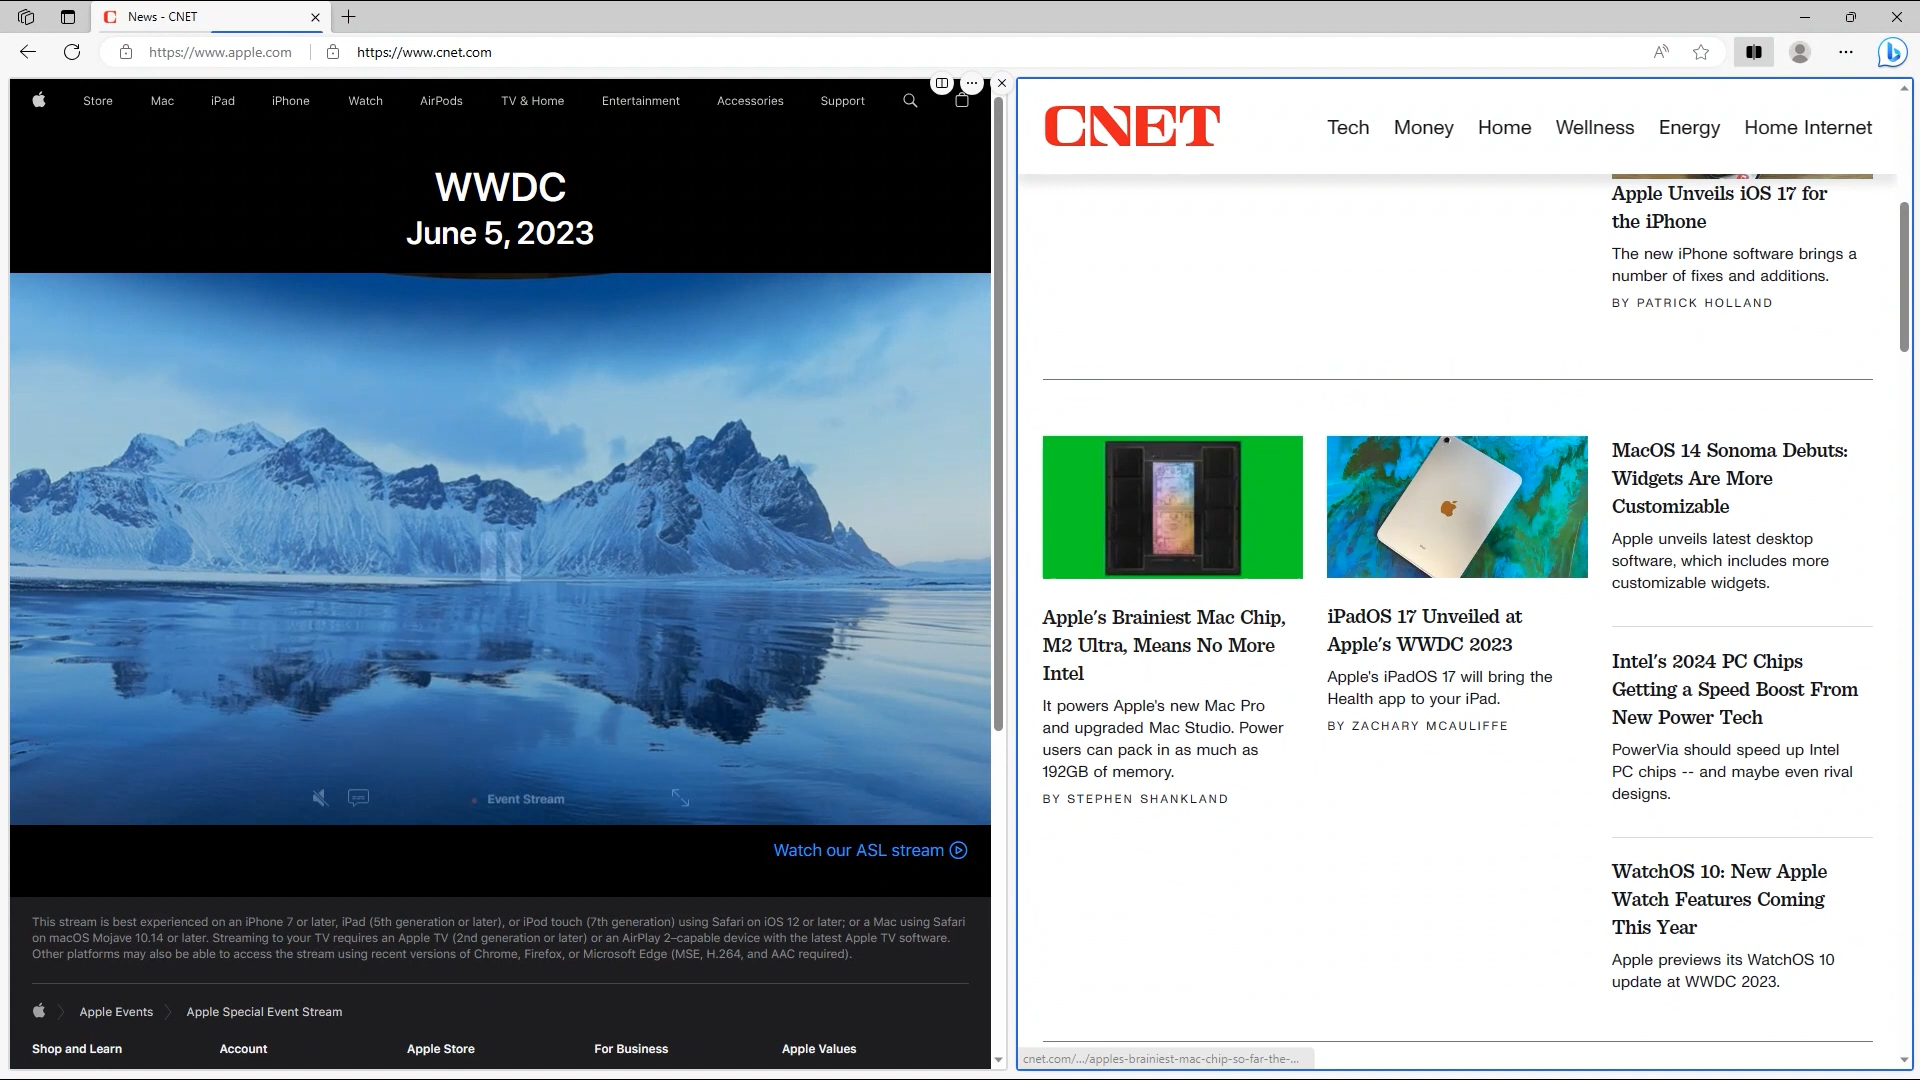 News - CNET
https://www.apple.com
https://www.cnet.com
Store Mac iPad iPhone Watch AirPods TV & Home Entertainment Accessories Support
WWDC
June 5, 2023
Event Stream
Watch our ASL stream
This stream is best experienced on an iPhone 7 or later, iPad (5th generation or later), or iPod touch (7th generation) using Safari on iOS 12 or later; or a Mac using Safari
on macOS Mojave 10.14 or later. Streaming to your TV requires an Apple TV (2nd generation or later) or an AirPlay 2–capable device with the latest Apple TV software.
Other platforms may also be able to access the stream using recent versions of Chrome, Firefox, or Microsoft Edge (MSE, H.264, and AAC required).
Apple Events
Apple Special Event Stream
Shop and Learn
Account
Apple Store
For Business
Apple Values
CNET
Tech Money Home Wellness Energy Home Internet
Apple Unveils iOS 17 for
the iPhone
The new iPhone software brings a
number of fixes and additions.
BY PATRICK HOLLAND
Apple's Brainiest Mac Chip,
M2 Ultra, Means No More
Intel
It powers Apple's new Mac Pro
and upgraded Mac Studio. Power
users can pack in as much as
192GB of memory.
BY STEPHEN SHANKLAND
iPadOS 17 Unveiled at
Apple's WWDC 2023
Apple's iPadOS 17 will bring the
Health app to your iPad.
BY ZACHARY MCAULIFFE
MacOS 14 Sonoma Debuts:
Widgets Are More
Customizable
Apple unveils latest desktop
software, which includes more
customizable widgets.
Intel's 2024 PC Chips
Getting a Speed Boost From
New Power Tech
PowerVia should speed up Intel
PC chips -- and maybe even rival
designs.
WatchOS 10: New Apple
Watch Features Coming
This Year
Apple previews its WatchOS 10
update at WWDC 2023.
cnet.com/.../apples-brainiest-mac-chip-so-far-the-...